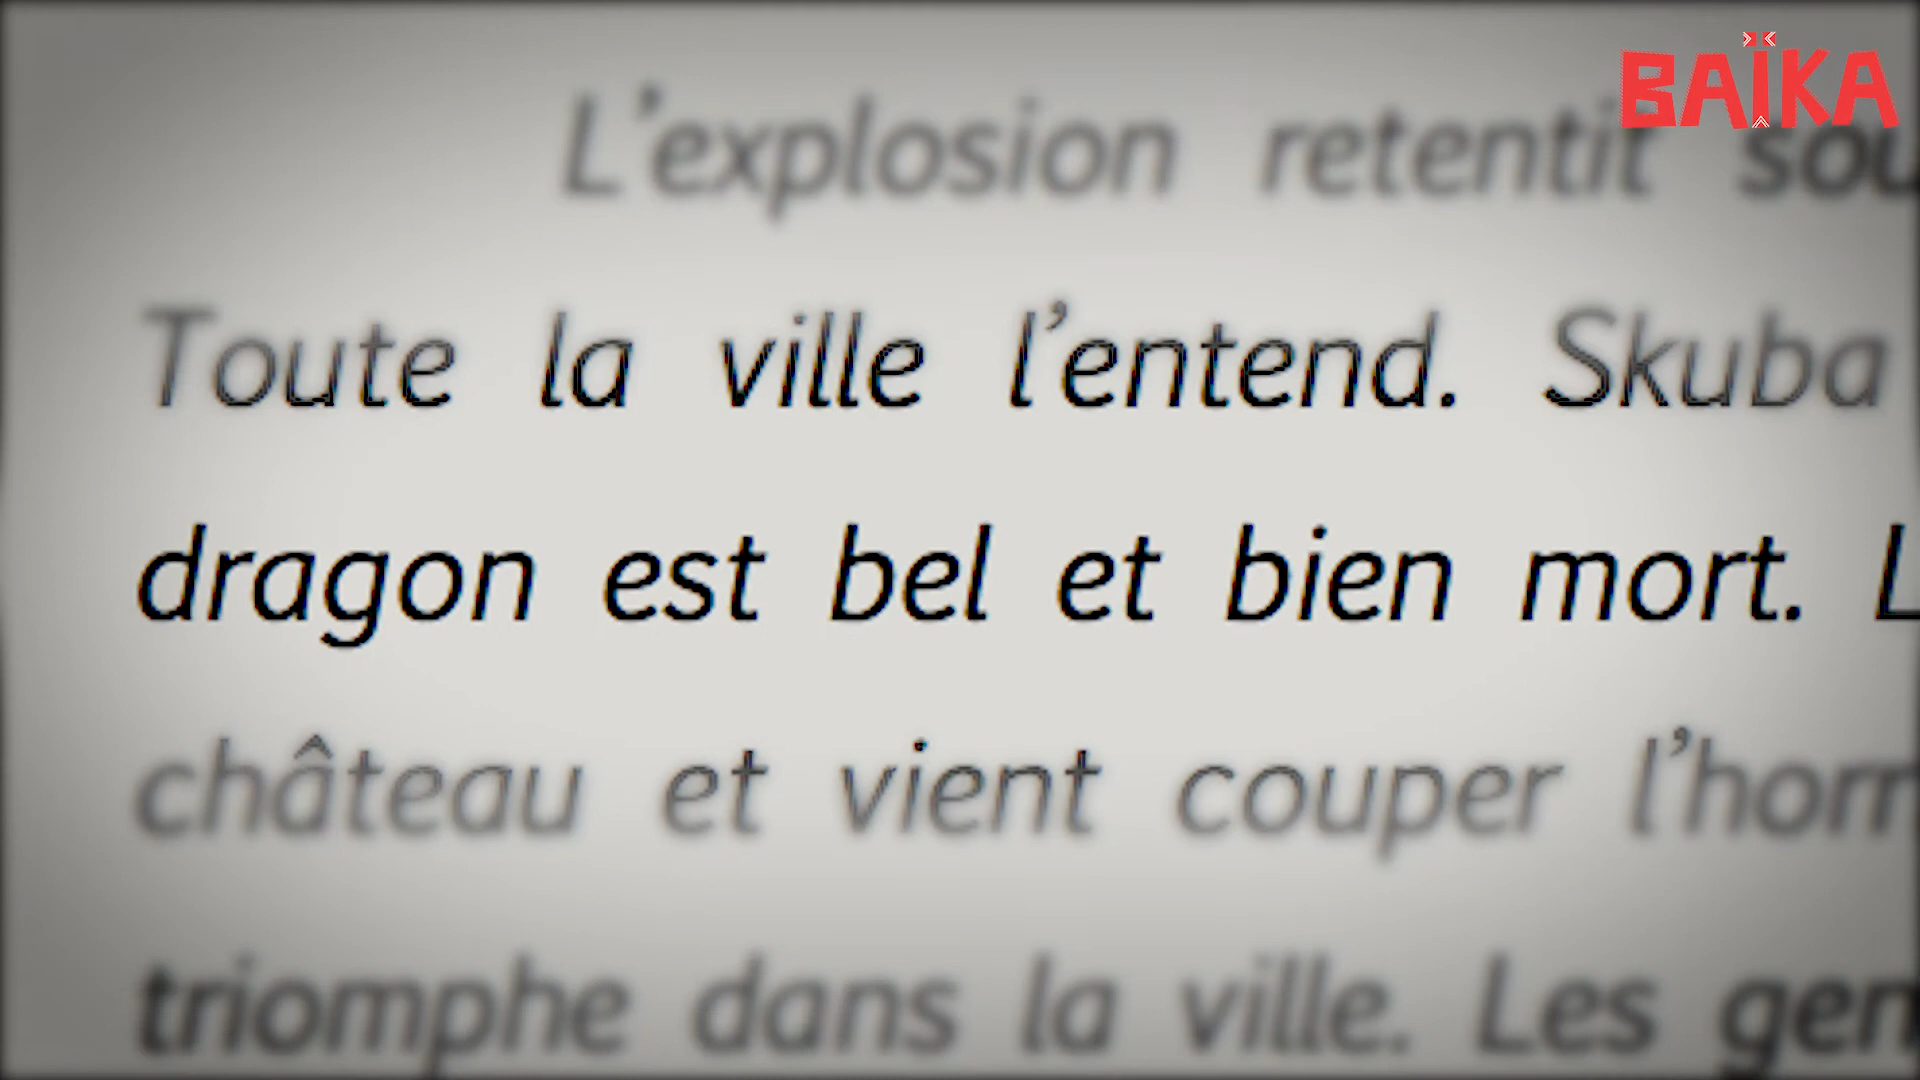 BAÏKA
L'explosion retentit
Toute la ville l'entend. Skuba
dragon est bel et bien mort.
château et vient couper
triomphe dans la ville. Les